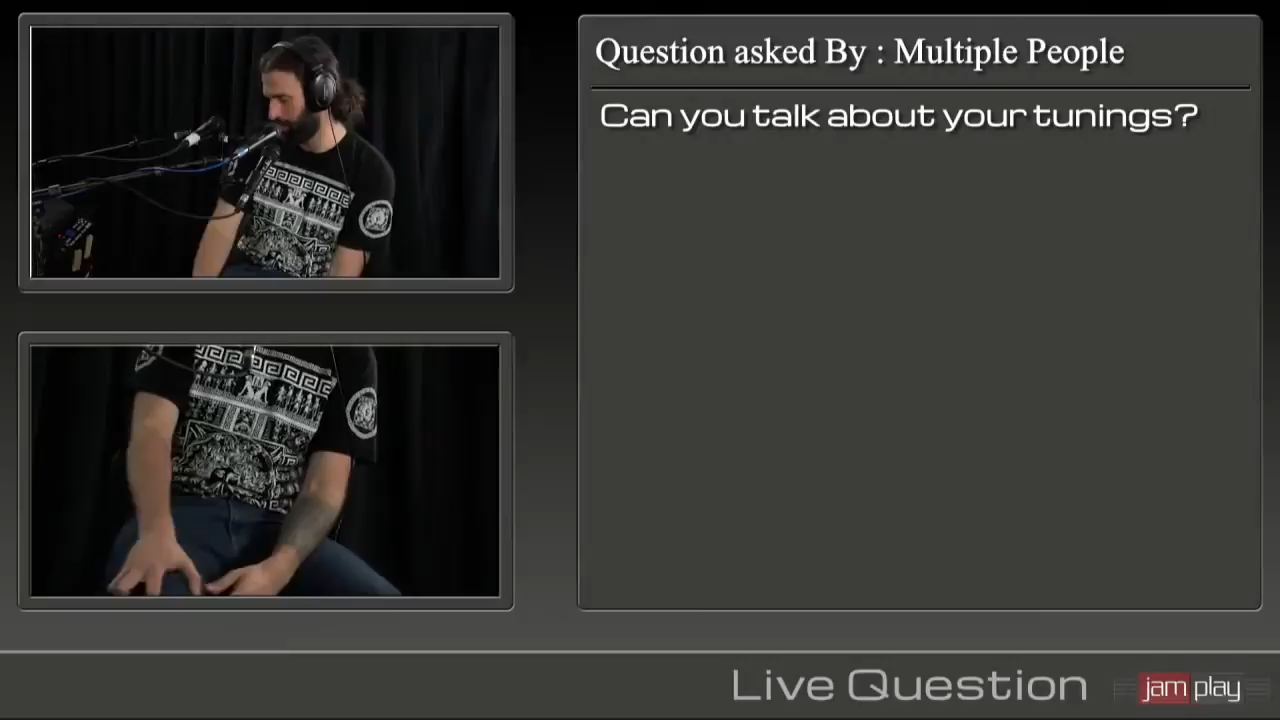 Question asked By : Multiple People
Can you talk about your tunings?
Live Question
jam play